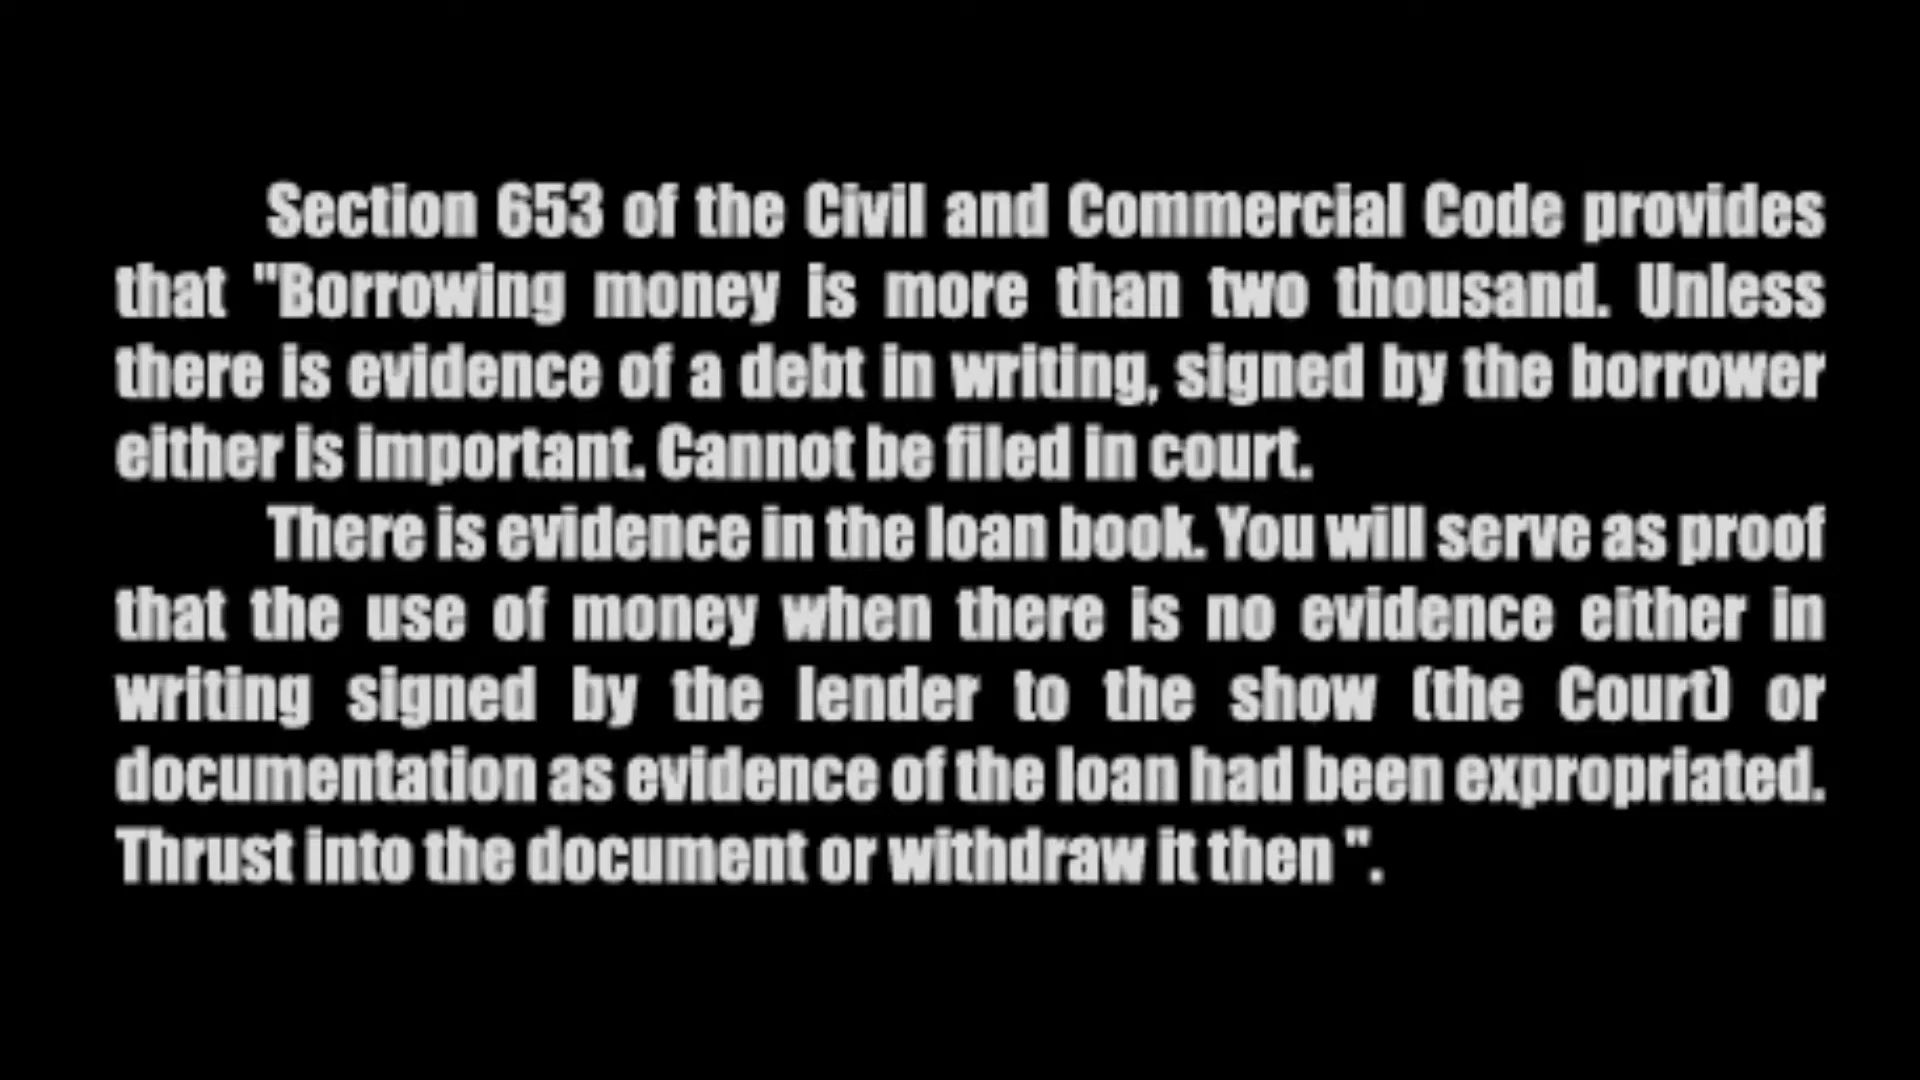 Section 653 of the Civil and Commercial Code provides
that "Borrowing money is more than two thousand. Unless
there is evidence of a debt in writing, signed by the borrower
either is important. Cannot be filed in court.
There is evidence in the loan book. You will serve as proof
that the use of money when there is no evidence either in
writing signed by the lender to the show (the Court) or
documentation as evidence of the loan had been expropriated.
Thrust into the document or withdraw it then ".